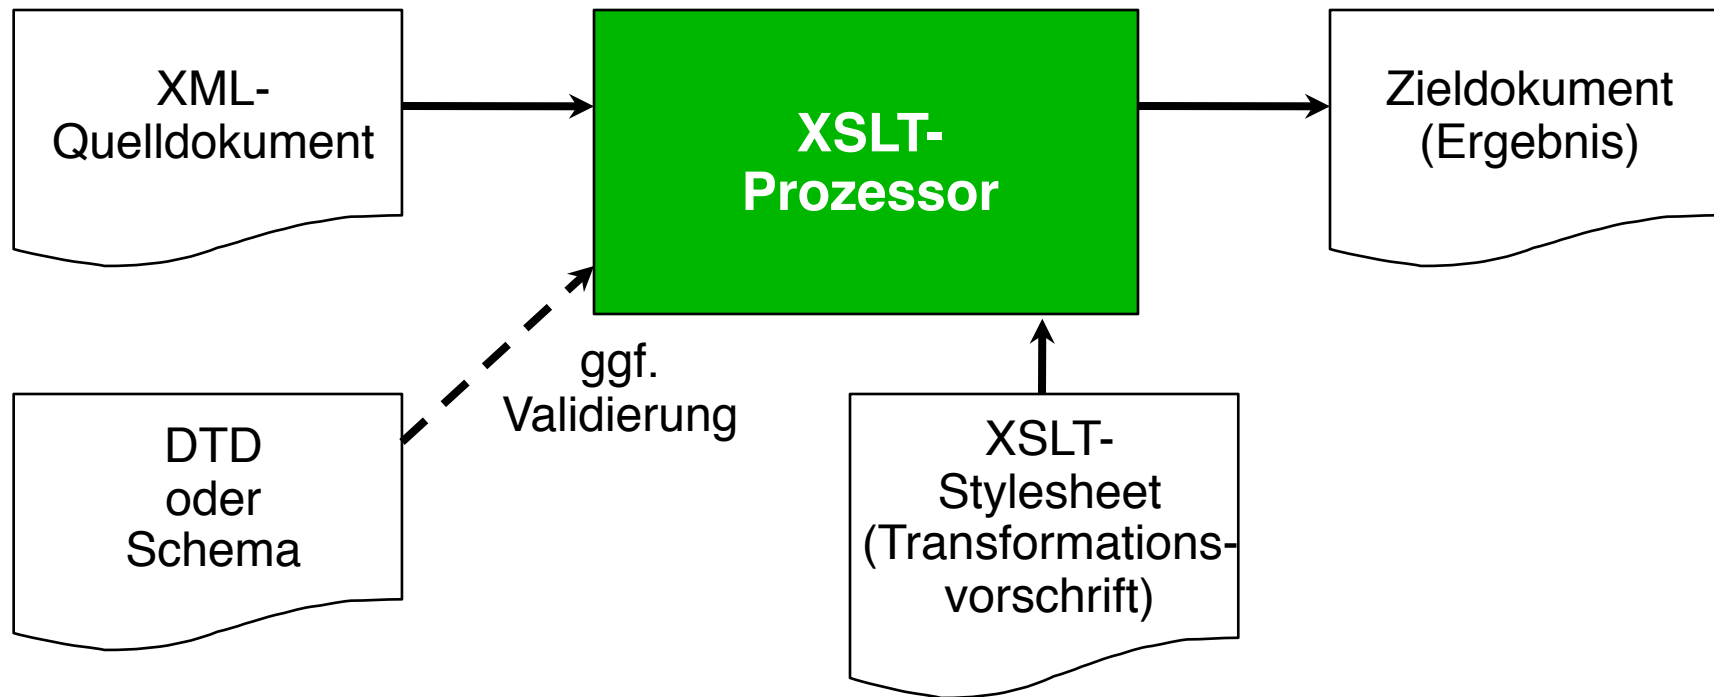 XML-
Quelldokument
XSLT-
Prozessor
Zieldokument
(Ergebnis)
ggf.
Validierung
DTD
oder
Schema
XSLT-
Stylesheet
(Transformations-
vorschrift)